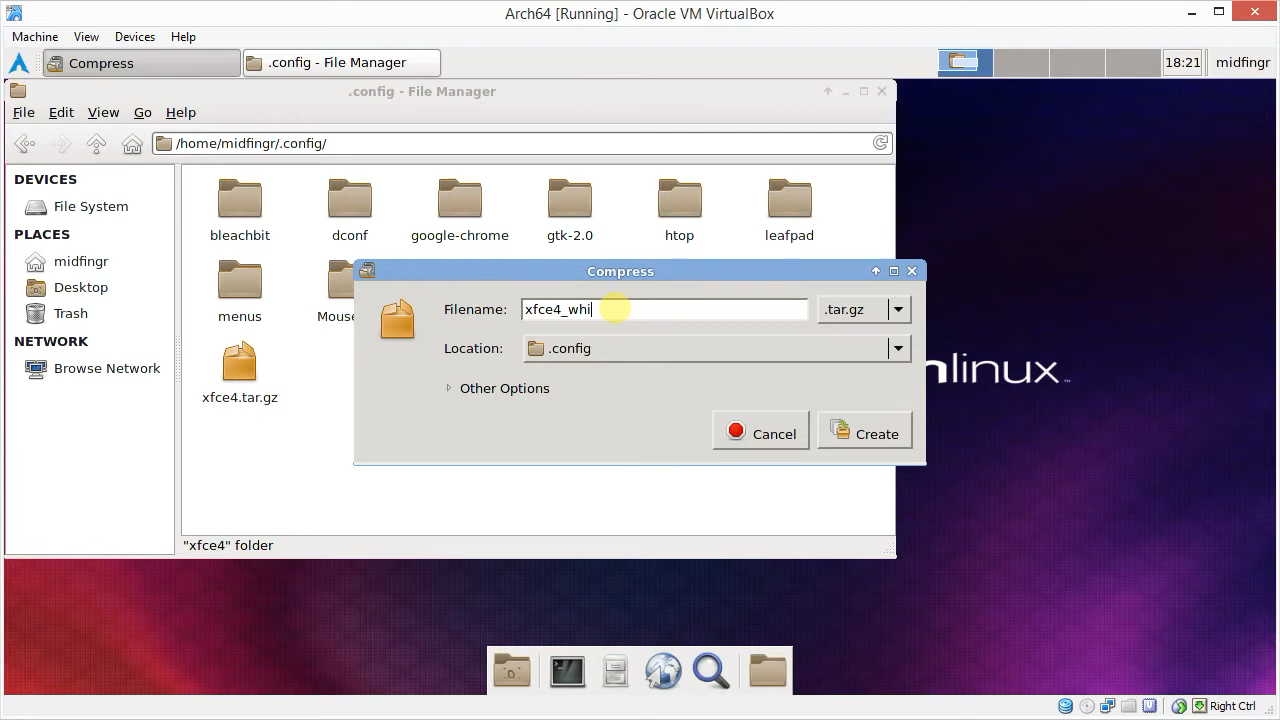 Arch64 [Running] - Oracle VM VirtualBox
Machine View Devices Help
Compress
.config - File Manager
18:21
midfingr
.config - File Manager
File Edit View Go Help
/home/midfingr/.config/
DEVICES
File System
PLACES
midfingr
Desktop
Trash
NETWORK
Browse Network
bleachbit
dconf
google-chrome
gtk-2.0
htop
leafpad
menus
Mouse
xfce4.tar.gz
Compress
Filename: xfce4_whi .tar.gz
Location: .config
Other Options
Cancel Create
linux
"xfce4" folder
Right Ctrl